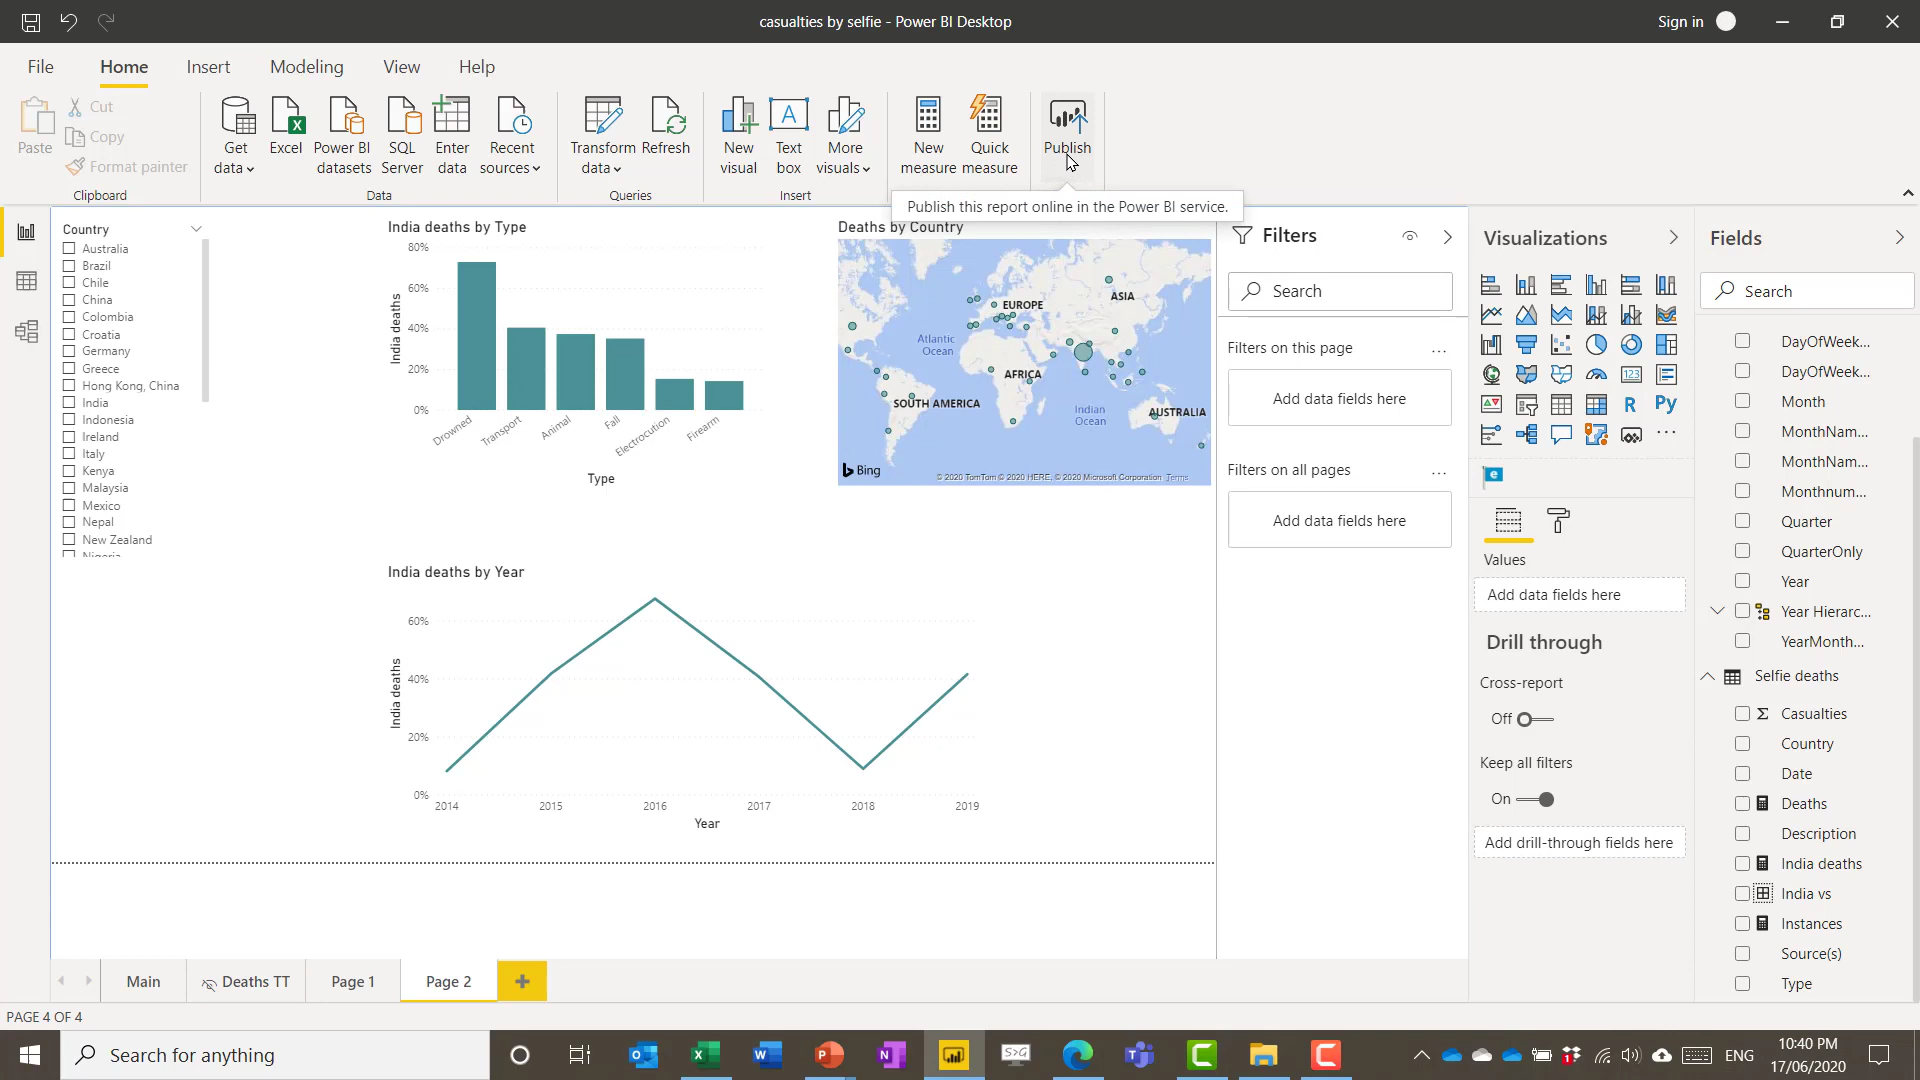 casualties by selfie - Power BI Desktop
Sign in
File
Home
Insert
Modeling
View
Help
Paste
Cut
Copy
Format painter
Clipboard
Get data
Excel
Power BI datasets
SQL Server
Enter data
Recent sources
Data
Transform data
Refresh
Queries
New visual
Text box
More visuals
Insert
New measure
Quick measure
Publish
Publish this report online in the Power BI service.
Country
Australia
Brazil
Chile
China
Colombia
Croatia
Germany
Greece
Hong Kong, China
India
Indonesia
Ireland
Italy
Kenya
Malaysia
Mexico
Nepal
New Zealand
Nigeria
India deaths by Type
India deaths
80%
60%
40%
20%
0%
Drowned
Transport
Animal
Fall
Electrocution
Firearm
Type
Deaths by Country
EUROPE
ASIA
Atlantic
Ocean
AFRICA
SOUTH AMERICA
Indian
Ocean
AUSTRALIA
Bing
© 2020 TomTom © 2020 HERE, © 2020 Microsoft Corporation Terms
India deaths by Year
India deaths
60%
40%
20%
0%
2014
2015
2016
2017
2018
2019
Year
Filters
Search
Filters on this page
...
Add data fields here
Filters on all pages
...
Add data fields here
Visualizations
R
Py
...
Values
Add data fields here
Drill through
Cross-report
Off
Keep all filters
On
Add drill-through fields here
Fields
Search
DayOfWeek...
DayOfWeek...
Month
MonthNam...
MonthNam...
Monthnum...
Quarter
QuarterOnly
Year
Year Hierarc...
YearMonth...
Selfie deaths
Σ Casualties
Country
Date
Deaths
Description
India deaths
India vs
Instances
Source(s)
Type
Main
Deaths TT
Page 1
Page 2
+
PAGE 4 OF 4
Search for anything
ENG
10:40 PM
17/06/2020